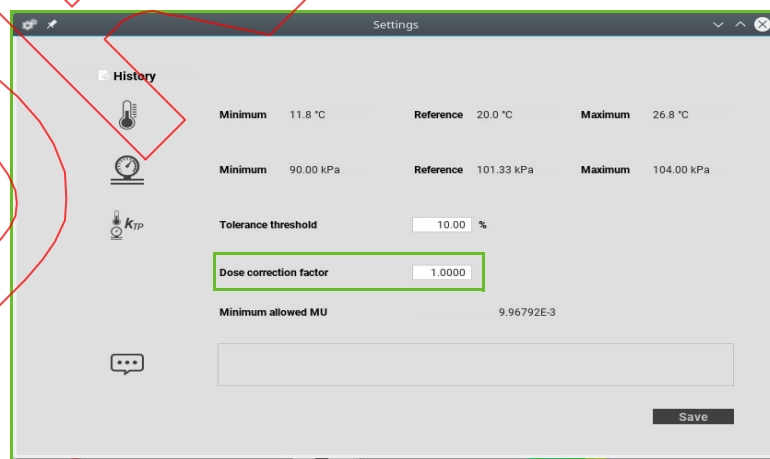 Settings
History
Minimum 11.8 °C Reference 20.0 °C Maximum 26.8 °C
Minimum 90.00 kPa Reference 101.33 kPa Maximum 104.00 kPa
kTP Tolerance threshold 10.00 %
Dose correction factor 1.0000
Minimum allowed MU 9.96792E-3
Save